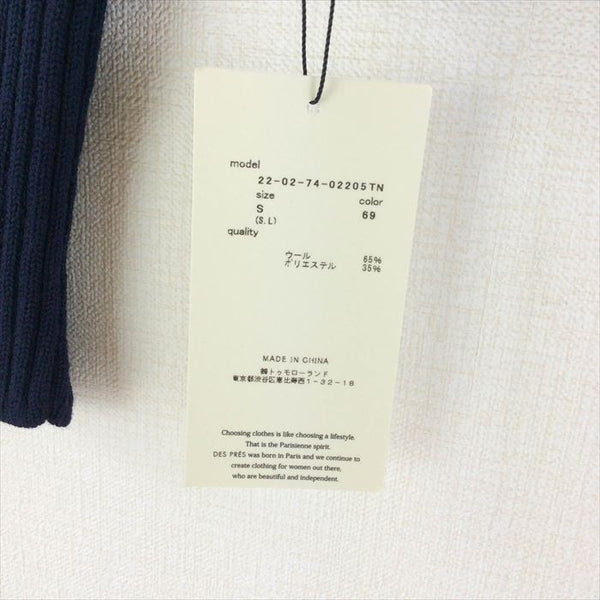 model
22-02-74-02205TN
size color
S 69
(S.L)
quality
ウール 65%
ポリエステル 35%
MADE IN CHINA
㈱トゥモローランド
東京都渋谷区恵比寿西1-32-18
Choosing clothes is like choosing a lifestyle.
That is the Parisienne spirit.
DES PRÉS was born in Paris and we continue to
create clothing for women out there,
who are beautiful and independent.